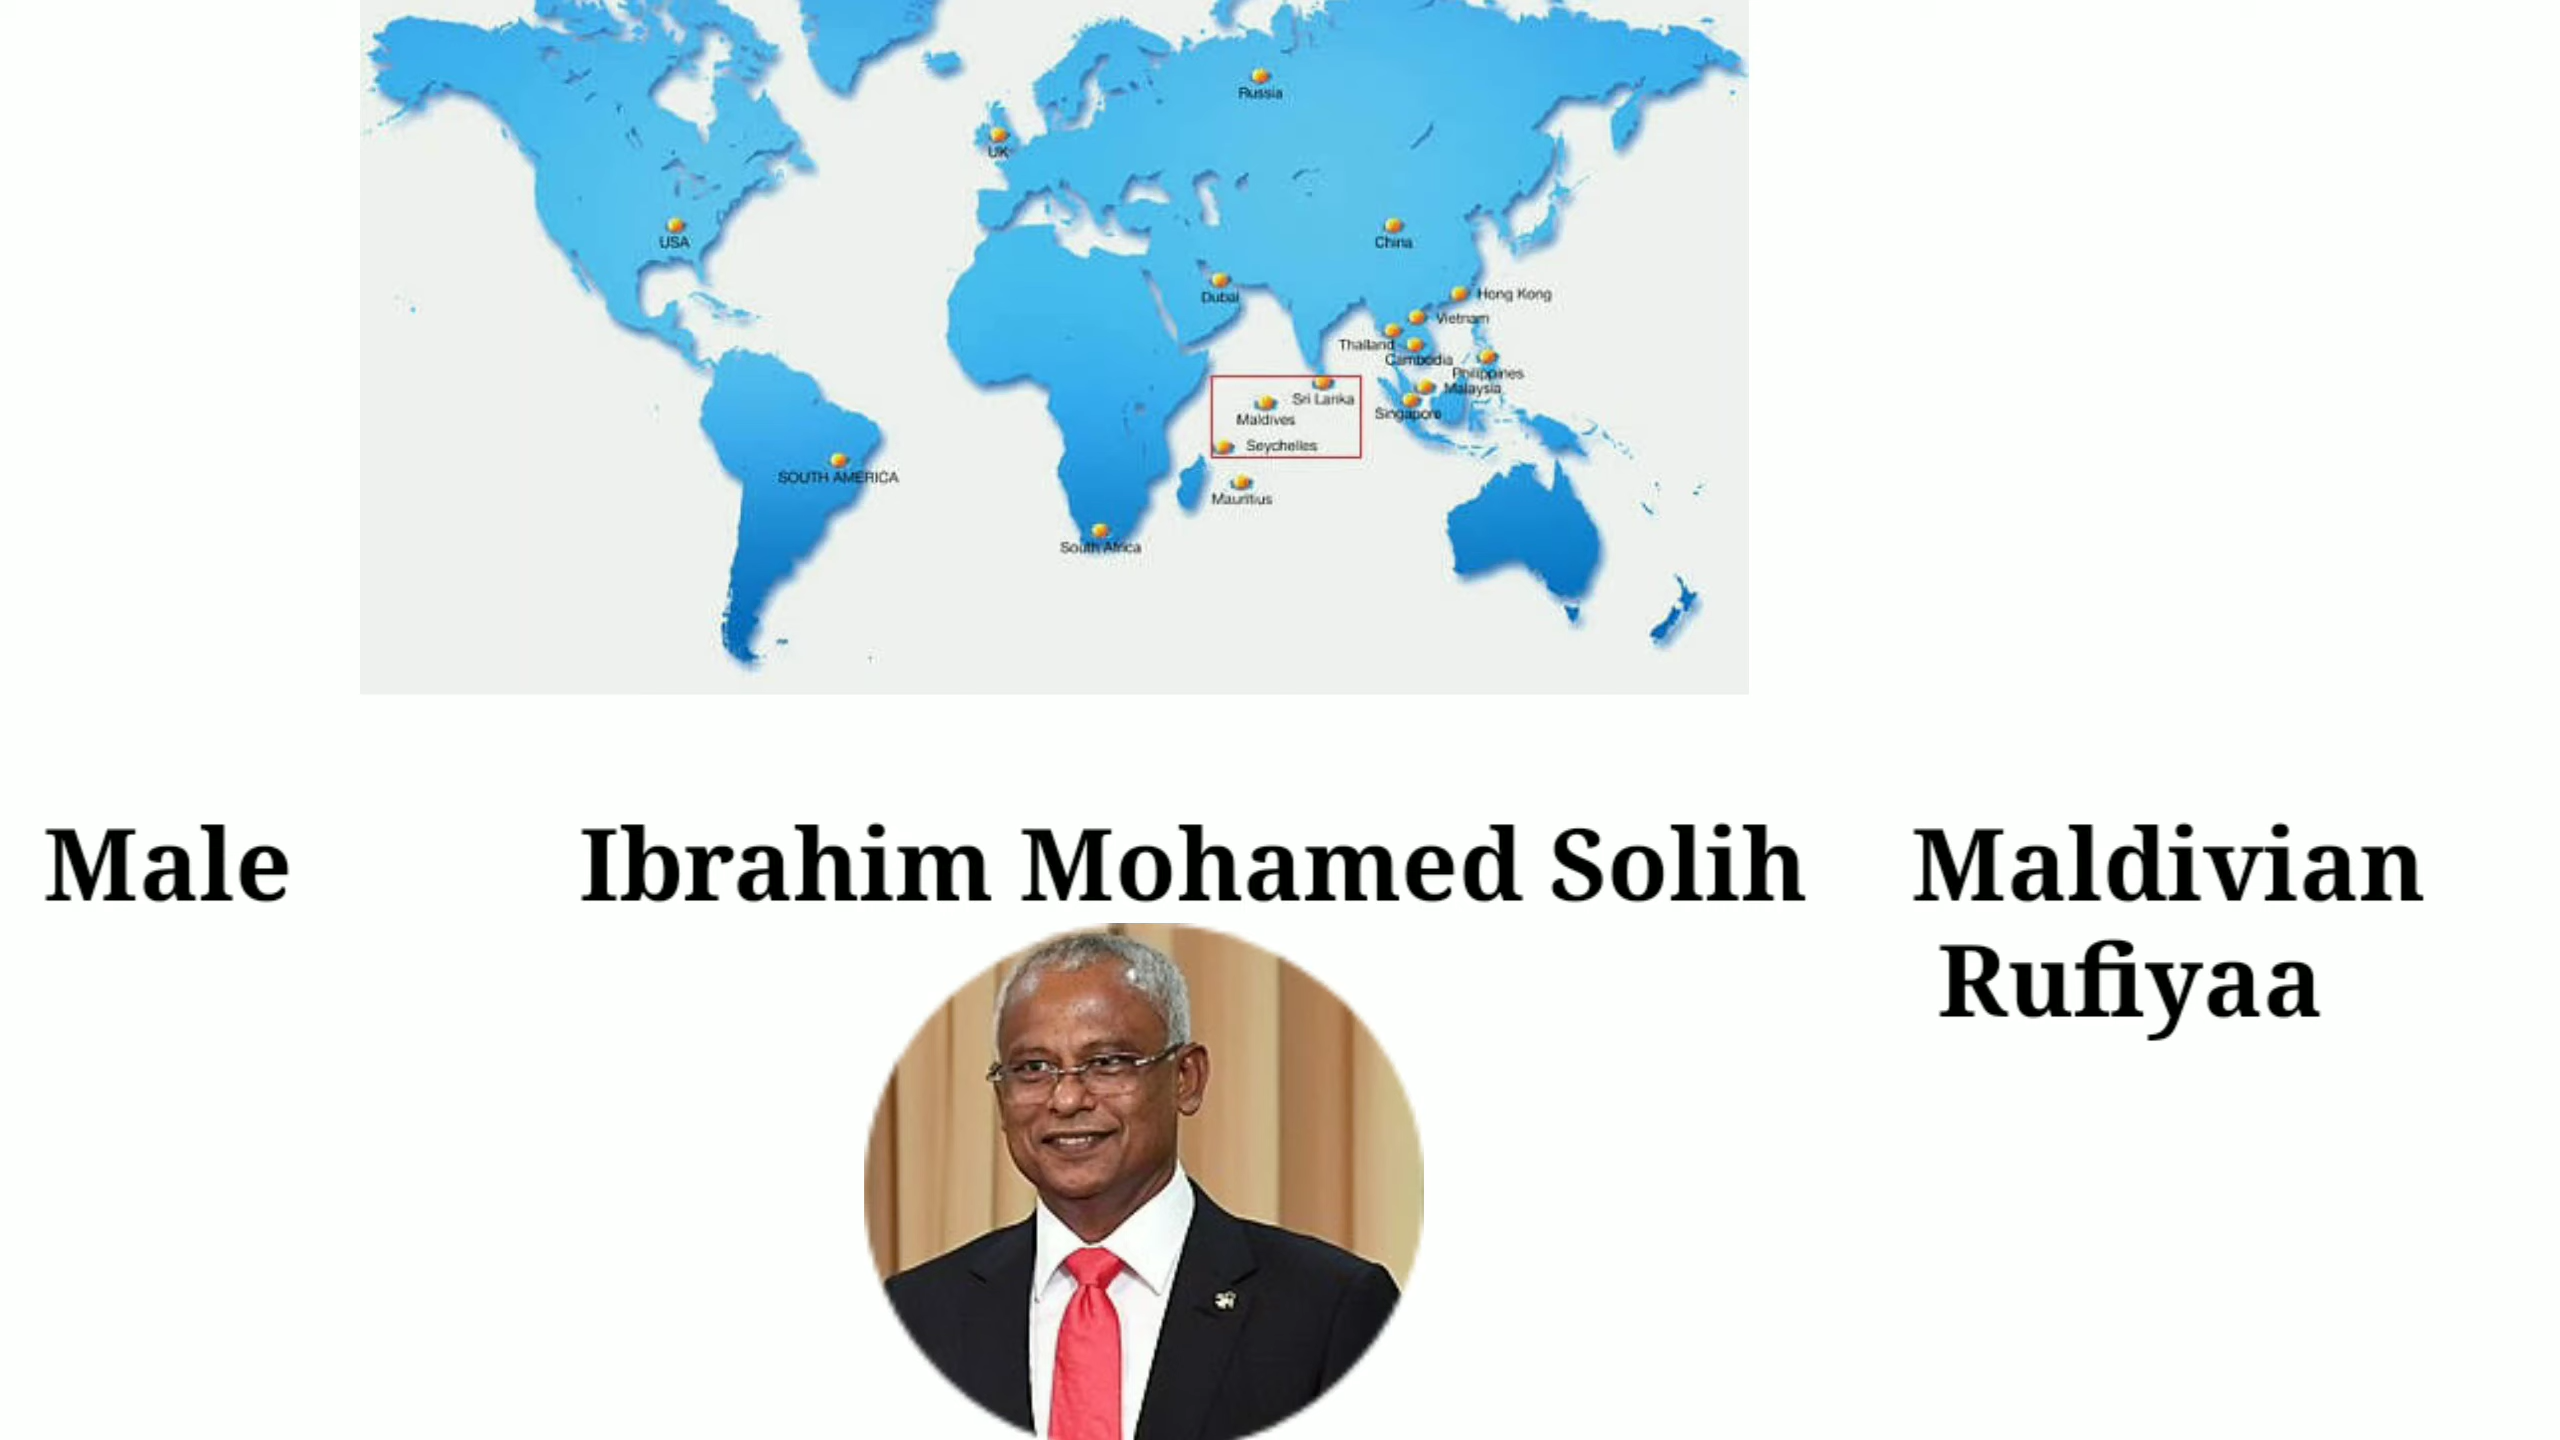 Russia
UK
USA
China
Dubai
Hong Kong
Vietnam
Thailand
Cambodia
Philippines
Malaysia
Sri Lanka
Singapore
Maldives
Seychelles
SOUTH AMERICA
Mauritius
South Africa
Male Ibrahim Mohamed Solih Maldivian
Rufiyaa